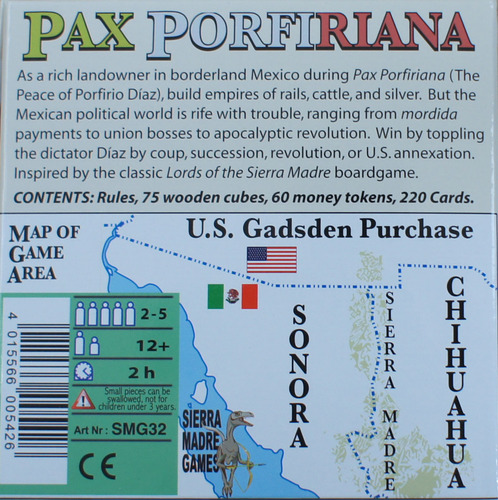 PAX PORFIRIANA
As a rich landowner in borderland Mexico during Pax Porfiriana (The
Peace of Porfirio Díaz), build empires of rails, cattle, and silver. But the
Mexican political world is rife with trouble, ranging from mordida
payments to union bosses to apocalyptic revolution. Win by toppling
the dictator Díaz by coup, succession, revolution, or U.S. annexation.
Inspired by the classic Lords of the Sierra Madre boardgame.
CONTENTS: Rules, 75 wooden cubes, 60 money tokens, 220 Cards.
MAP OF
GAME
AREA
U.S. Gadsden Purchase
SONORA
SIERRA MADRE
CHIHUAHUA
4 015566 005426
2-5
12+
2 h
Small pieces can be
swallowed, not for
children under 3 years.
Art Nr : SMG32
CE
SIERRA
MADRE
GAMES